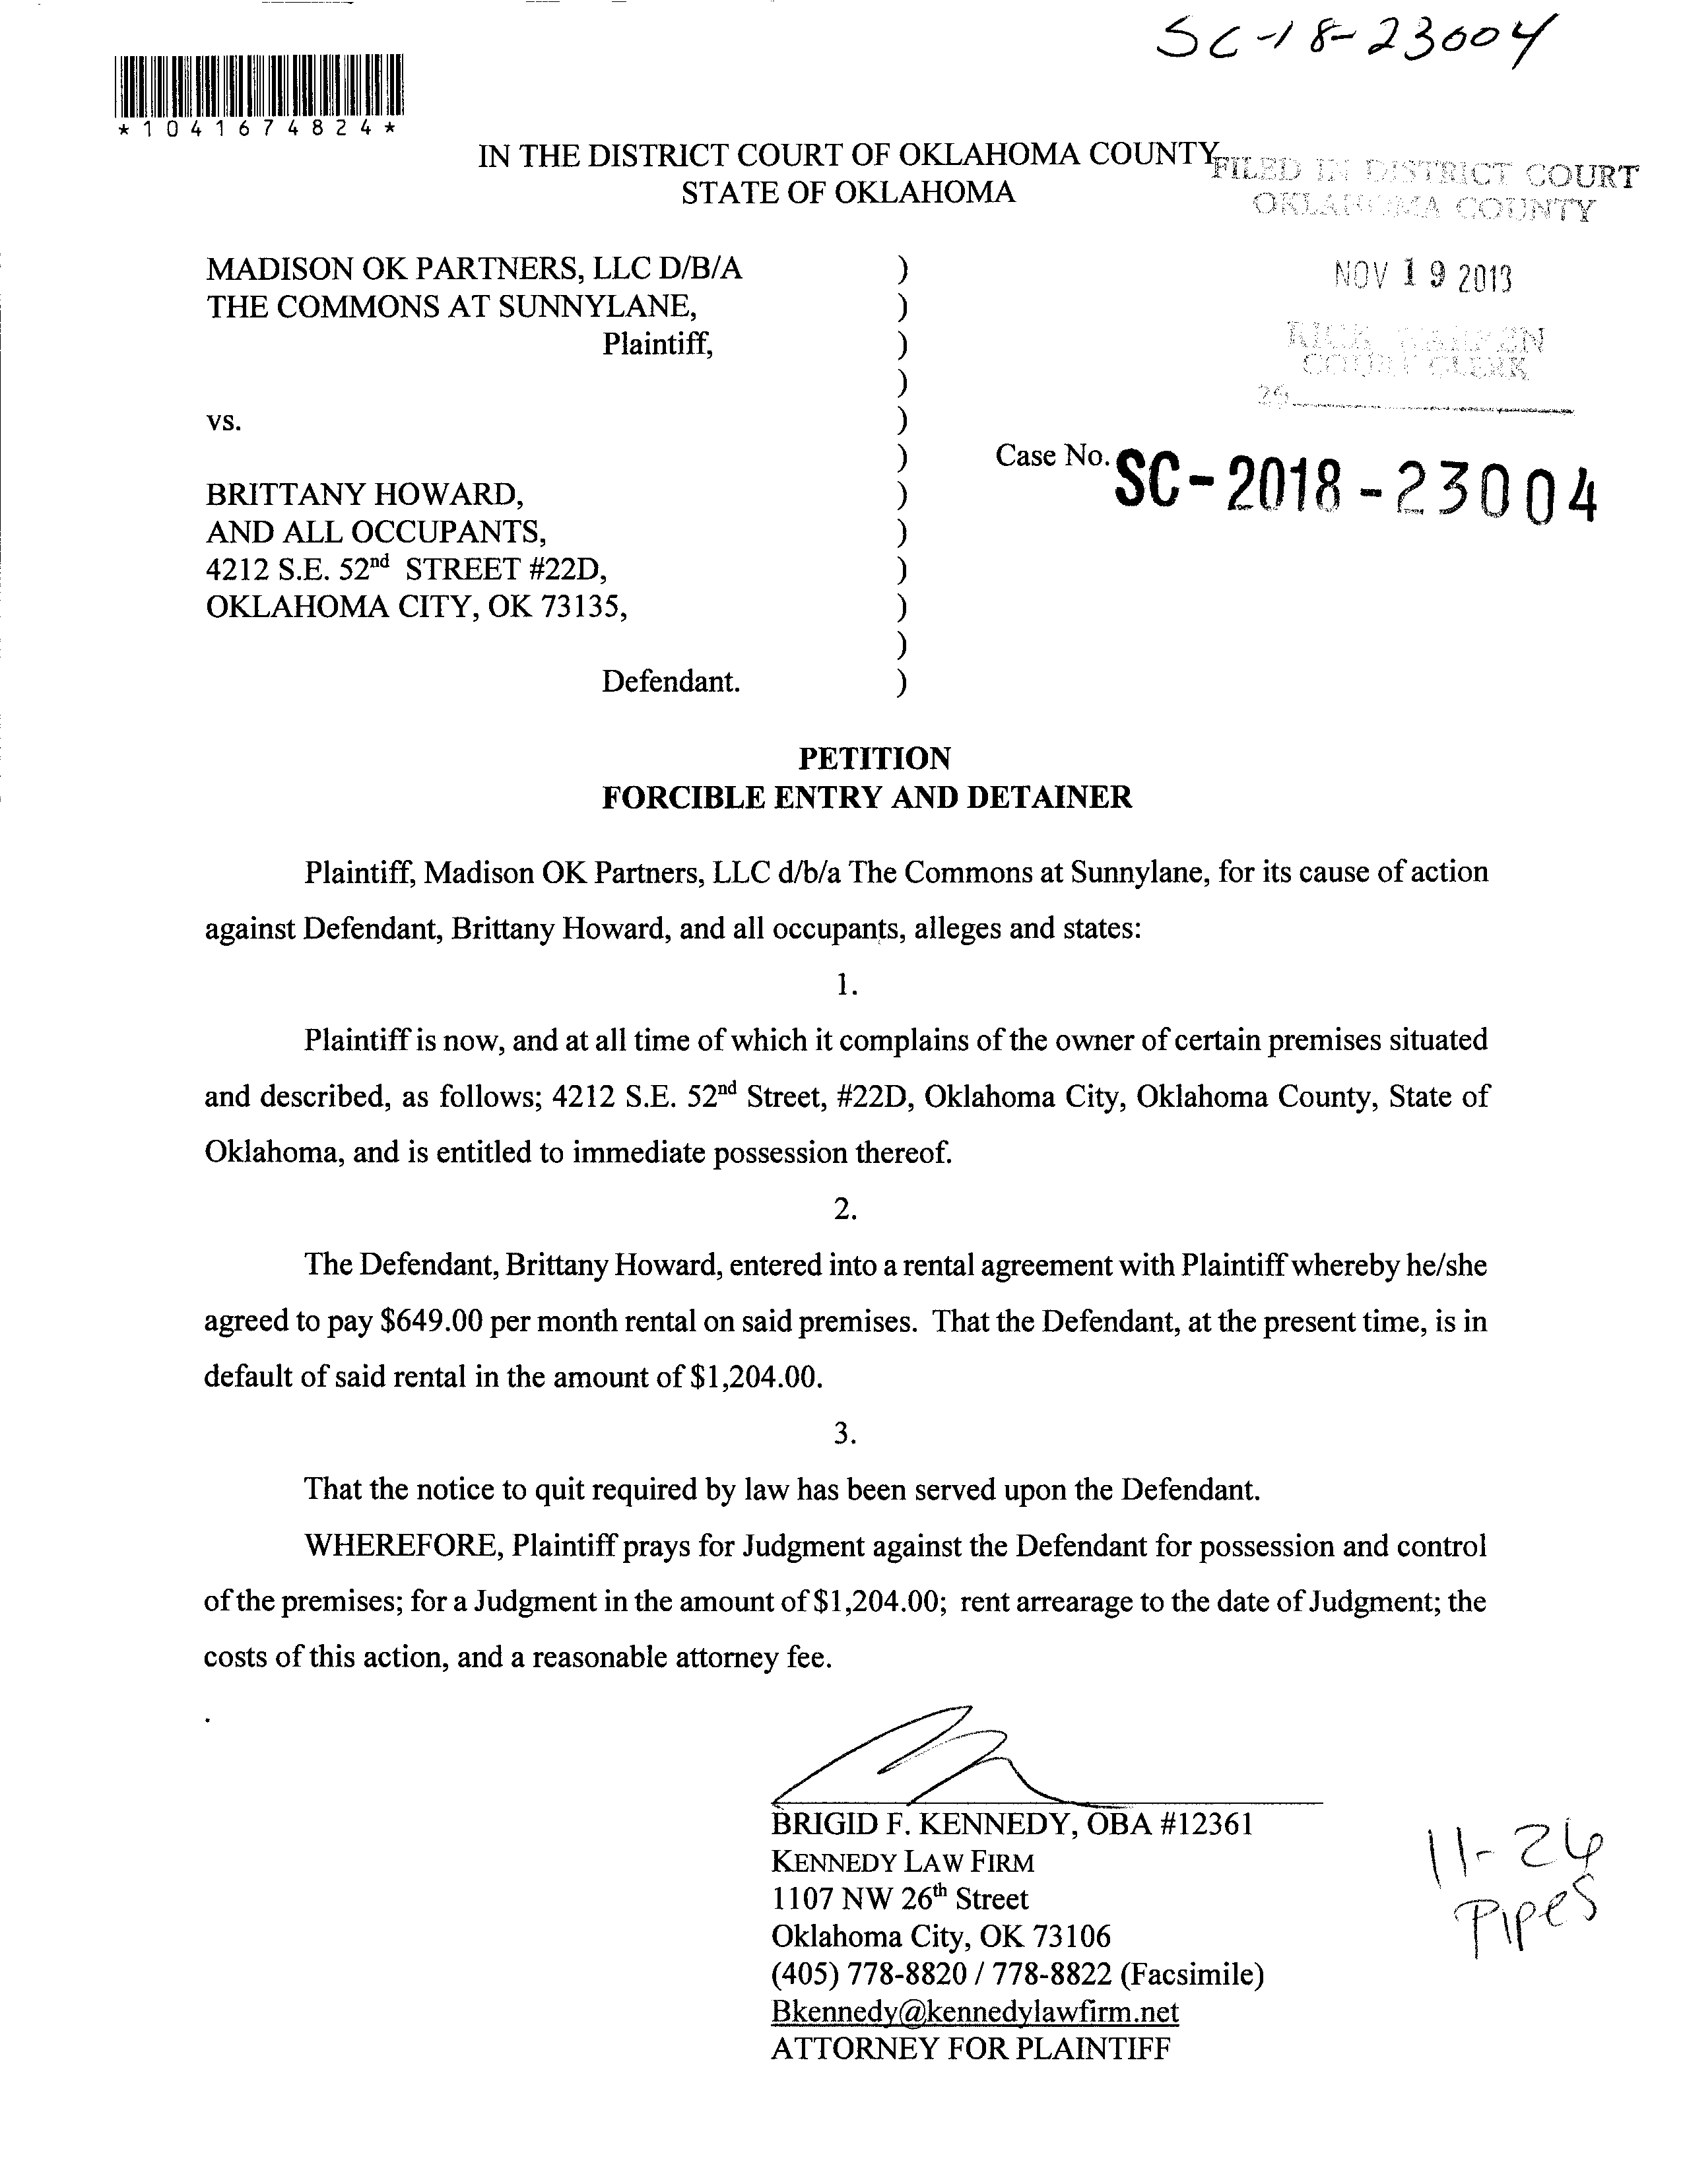 SC-18-23004
*1041674824*
IN THE DISTRICT COURT OF OKLAHOMA COUNTY
STATE OF OKLAHOMA
FILED IN DISTRICT COURT
OKLAHOMA COUNTY
MADISON OK PARTNERS, LLC D/B/A )
THE COMMONS AT SUNNYLANE, )
Plaintiff, )
)
vs. )
)
BRITTANY HOWARD, )
AND ALL OCCUPANTS, )
4212 S.E. 52nd STREET #22D, )
OKLAHOMA CITY, OK 73135, )
)
Defendant. )
NOV 19 2018
RICK WARREN
COURT CLERK
Case No. SC-2018-23004
PETITION
FORCIBLE ENTRY AND DETAINER
Plaintiff, Madison OK Partners, LLC d/b/a The Commons at Sunnylane, for its cause of action
against Defendant, Brittany Howard, and all occupants, alleges and states:
1.
Plaintiff is now, and at all time of which it complains of the owner of certain premises situated
and described, as follows; 4212 S.E. 52nd Street, #22D, Oklahoma City, Oklahoma County, State of
Oklahoma, and is entitled to immediate possession thereof.
2.
The Defendant, Brittany Howard, entered into a rental agreement with Plaintiff whereby he/she
agreed to pay $649.00 per month rental on said premises. That the Defendant, at the present time, is in
default of said rental in the amount of $1,204.00.
3.
That the notice to quit required by law has been served upon the Defendant.
WHEREFORE, Plaintiff prays for Judgment against the Defendant for possession and control
of the premises; for a Judgment in the amount of $1,204.00; rent arrearage to the date of Judgment; the
costs of this action, and a reasonable attorney fee.
BRIGID F. KENNEDY, OBA #12361
KENNEDY LAW FIRM
1107 NW 26th Street
Oklahoma City, OK 73106
(405) 778-8820 / 778-8822 (Facsimile)
Bkennedy@kennedylawfirm.net
ATTORNEY FOR PLAINTIFF
11-26
Pipes